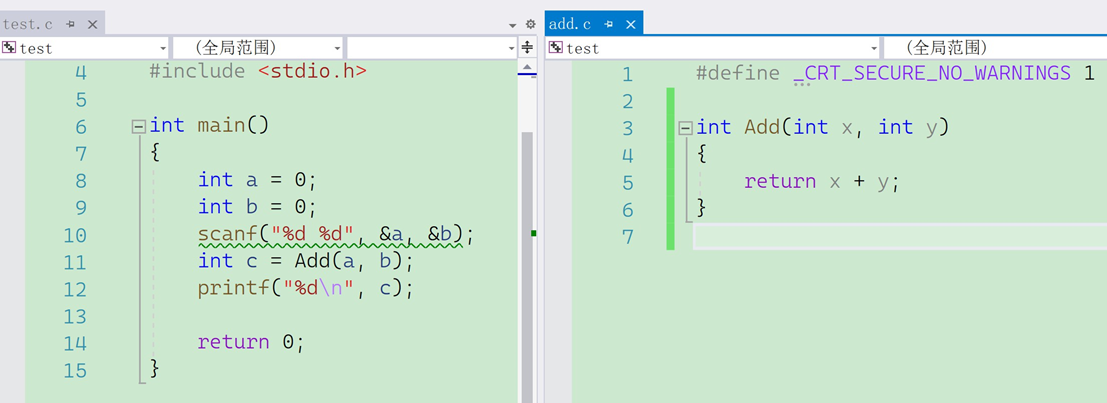 test.c
test
(全局范围)
4 #include <stdio.h>
5
6 int main()
7 {
8 int a = 0;
9 int b = 0;
10 scanf("%d %d", &a, &b);
11 int c = Add(a, b);
12 printf("%d\n", c);
13
14 return 0;
15 }
add.c
test
(全局范围)
1 #define _CRT_SECURE_NO_WARNINGS 1
2
3 int Add(int x, int y)
4 {
5 return x + y;
6 }
7